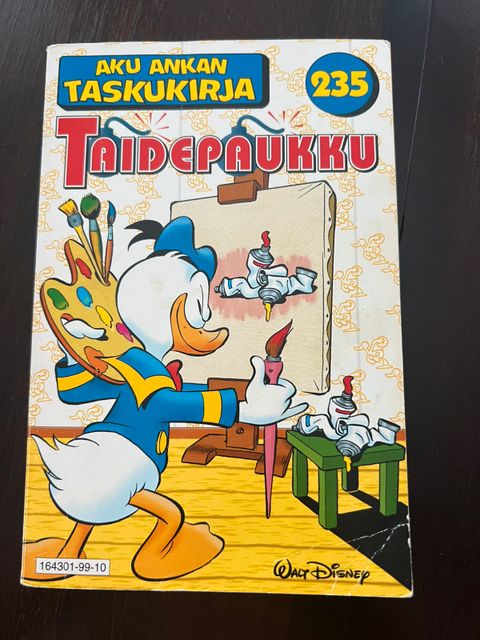 AKU ANKAN
TASKUKIRJA
235
TAIDEPAUKKU
164301-99-10
WALT DISNEY